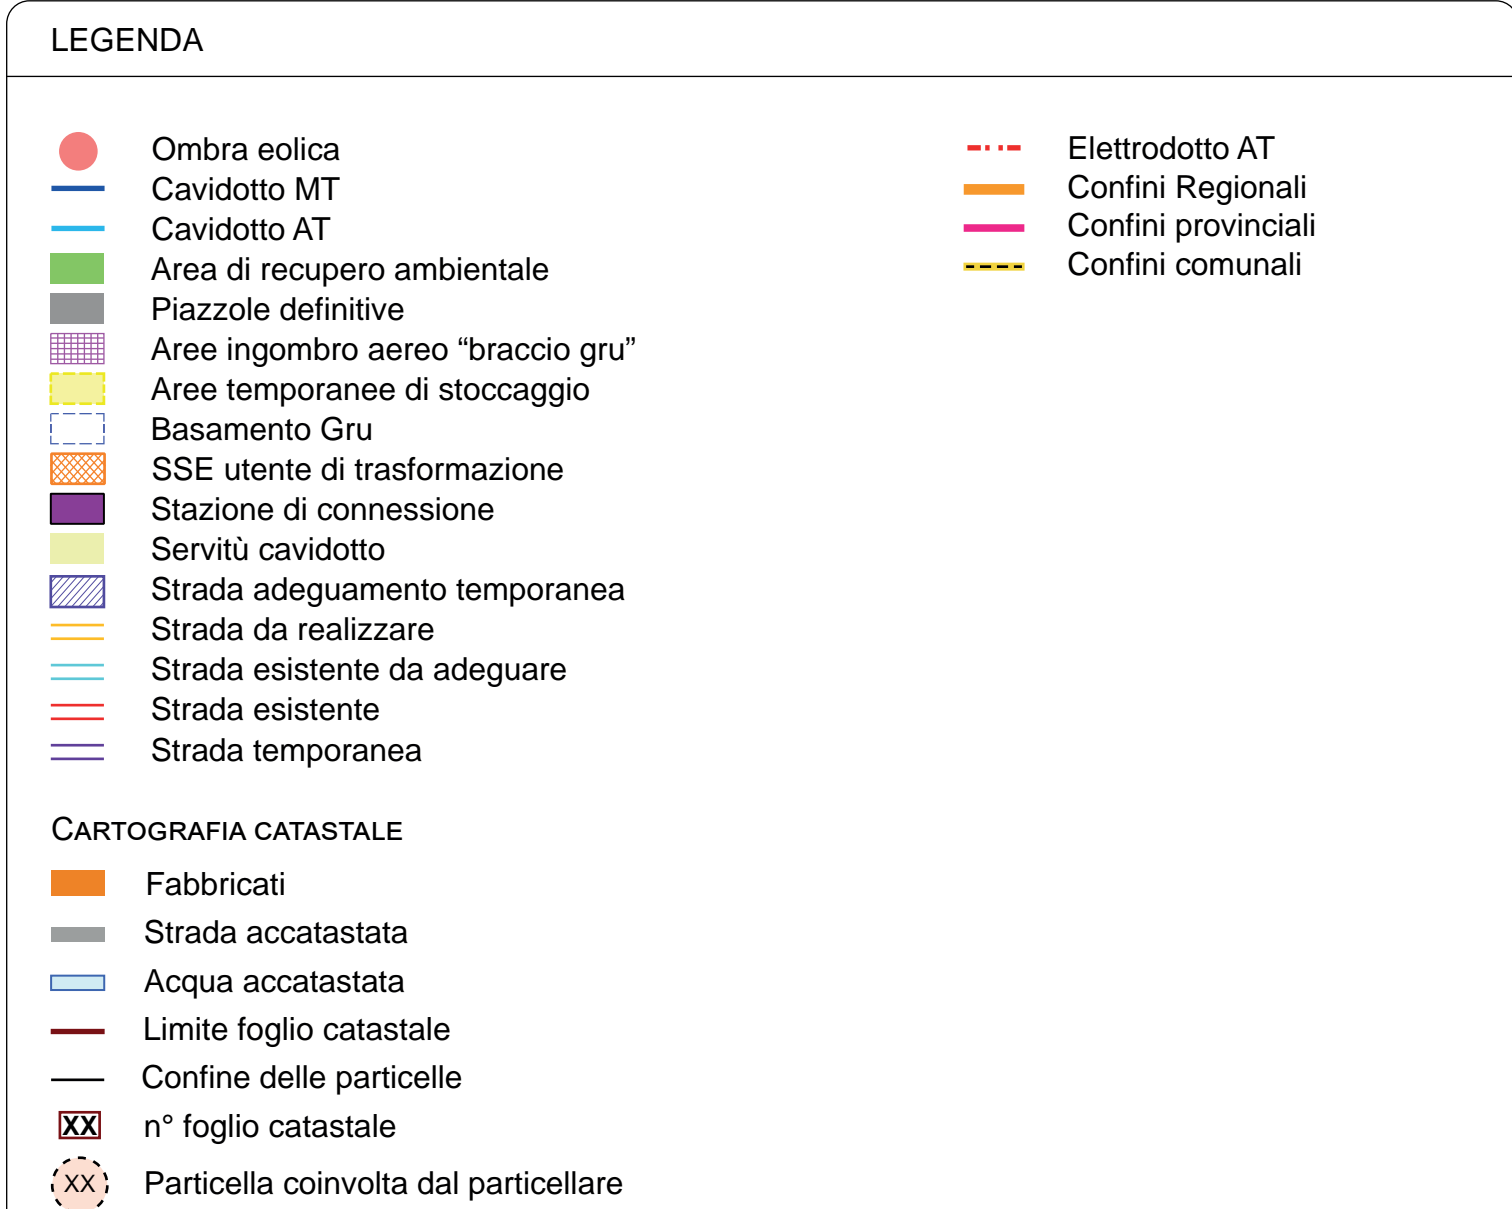 LEGENDA
Ombra eolica
Cavidotto MT
Cavidotto AT
Area di recupero ambientale
Piazzole definitive
Aree ingombro aereo “braccio gru”
Aree temporanee di stoccaggio
Basamento Gru
SSE utente di trasformazione
Stazione di connessione
Servitù cavidotto
Strada adeguamento temporanea
Strada da realizzare
Strada esistente da adeguare
Strada esistente
Strada temporanea
Elettrodotto AT
Confini Regionali
Confini provinciali
Confini comunali
CARTOGRAFIA CATASTALE
Fabbricati
Strada accatastata
Acqua accatastata
Limite foglio catastale
Confine delle particelle
XX n° foglio catastale
XX Particella coinvolta dal particellare